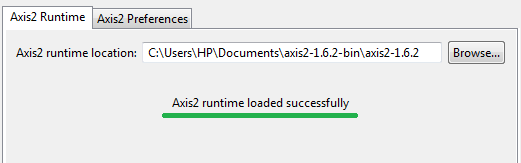 Axis2 Runtime Axis2 Preferences
Axis2 runtime location: C:\Users\HP\Documents\axis2-1.6.2-bin\axis2-1.6.2 Browse...
Axis2 runtime loaded successfully